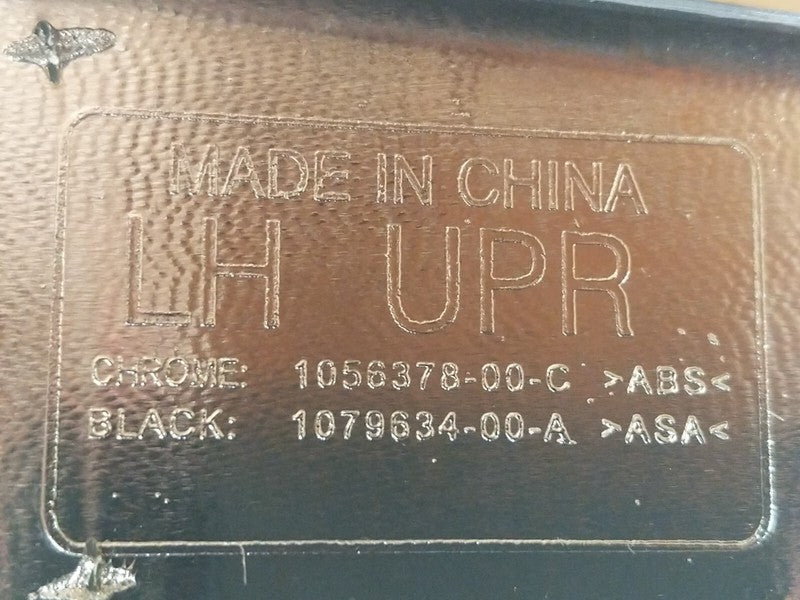 MADE IN CHINA
LH UPR
CHROME: 1056378-00-C >ABS<
BLACK: 1079634-00-A >ASA<